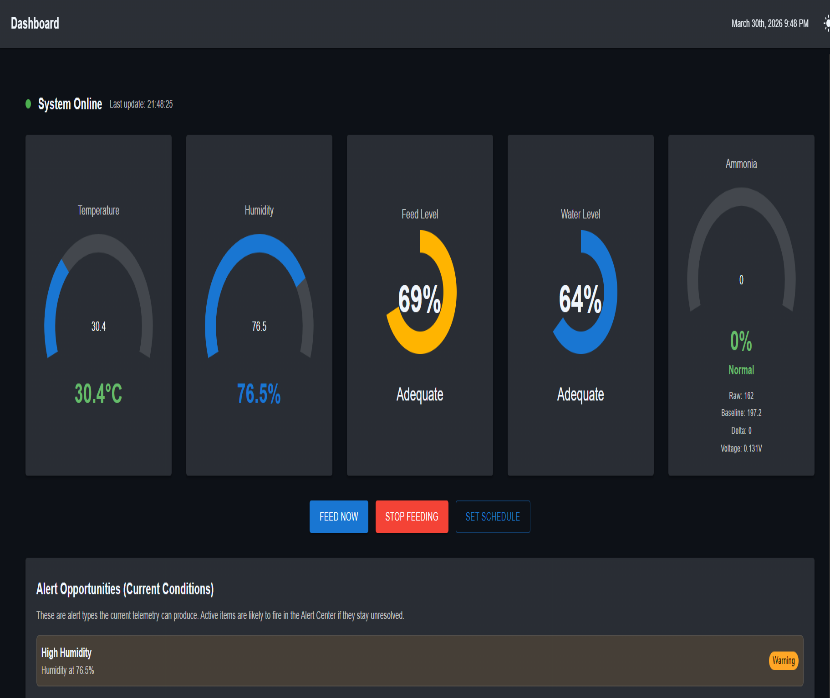 Dashboard
March 30th, 2026 9:48 PM
System Online
Last update: 21:48:25
Temperature
30.4
30.4°C
Humidity
76.5
76.5%
Feed Level
69%
Adequate
Water Level
64%
Adequate
Ammonia
0
0%
Normal
Raw: 162
Baseline: 197.2
Delta: 0
Voltage: 0.131V
FEED NOW
STOP FEEDING
SET SCHEDULE
Alert Opportunities (Current Conditions)
These are alert types the current telemetry can produce. Active items are likely to fire in the Alert Center if they stay unresolved.
High Humidity
Humidity at 76.5%
Warning